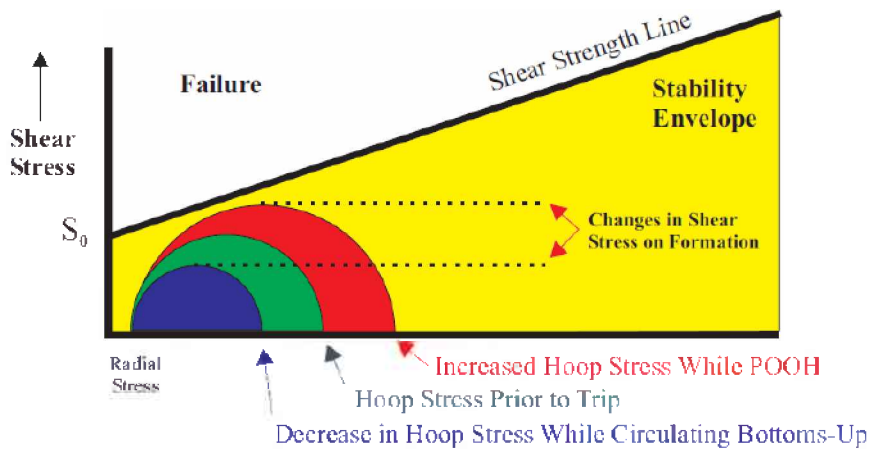 Shear Strength Line
Failure
Stability
Envelope
Shear
Stress
S0
Changes in Shear
Stress on Formation
Radial
Stress
Increased Hoop Stress While POOH
Hoop Stress Prior to Trip
Decrease in Hoop Stress While Circulating Bottoms-Up